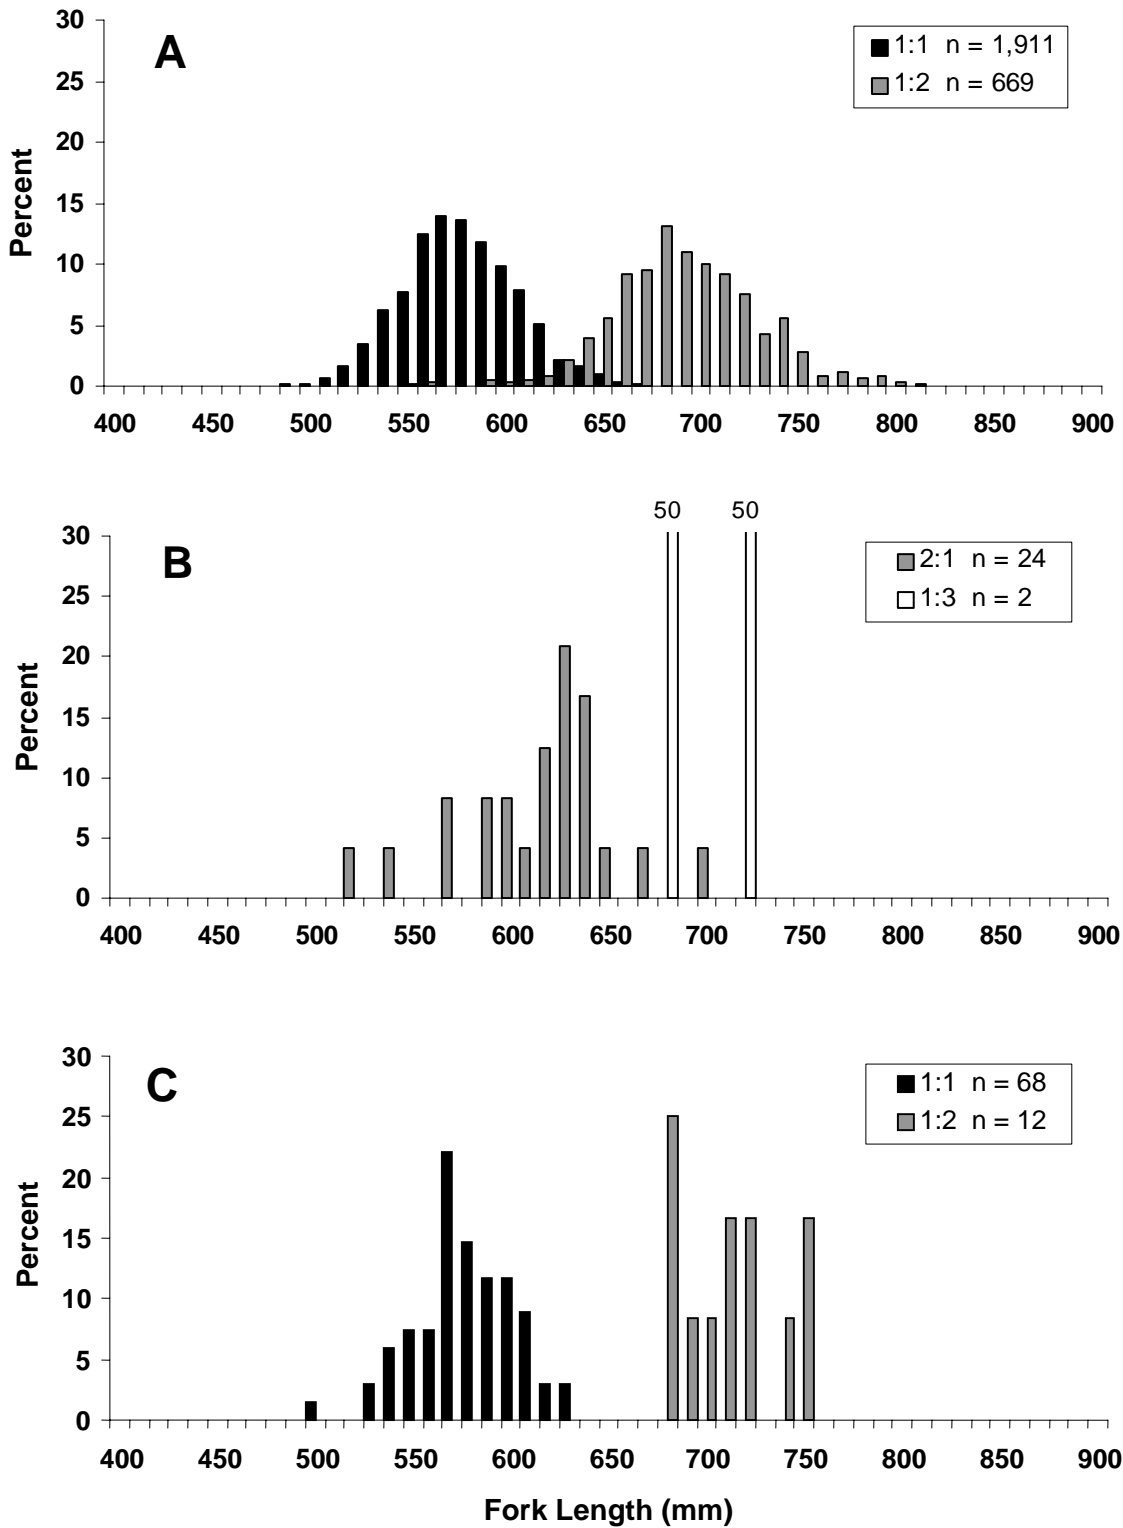 30
25
20
15
10
5
0
Percent
A
1:1 n = 1,911
1:2 n = 669
400 450 500 550 600 650 700 750 800 850 900
50 50
30
25
20
15
10
5
0
Percent
B
2:1 n = 24
1:3 n = 2
400 450 500 550 600 650 700 750 800 850 900
30
25
20
15
10
5
0
Percent
C
1:1 n = 68
1:2 n = 12
400 450 500 550 600 650 700 750 800 850 900
Fork Length (mm)